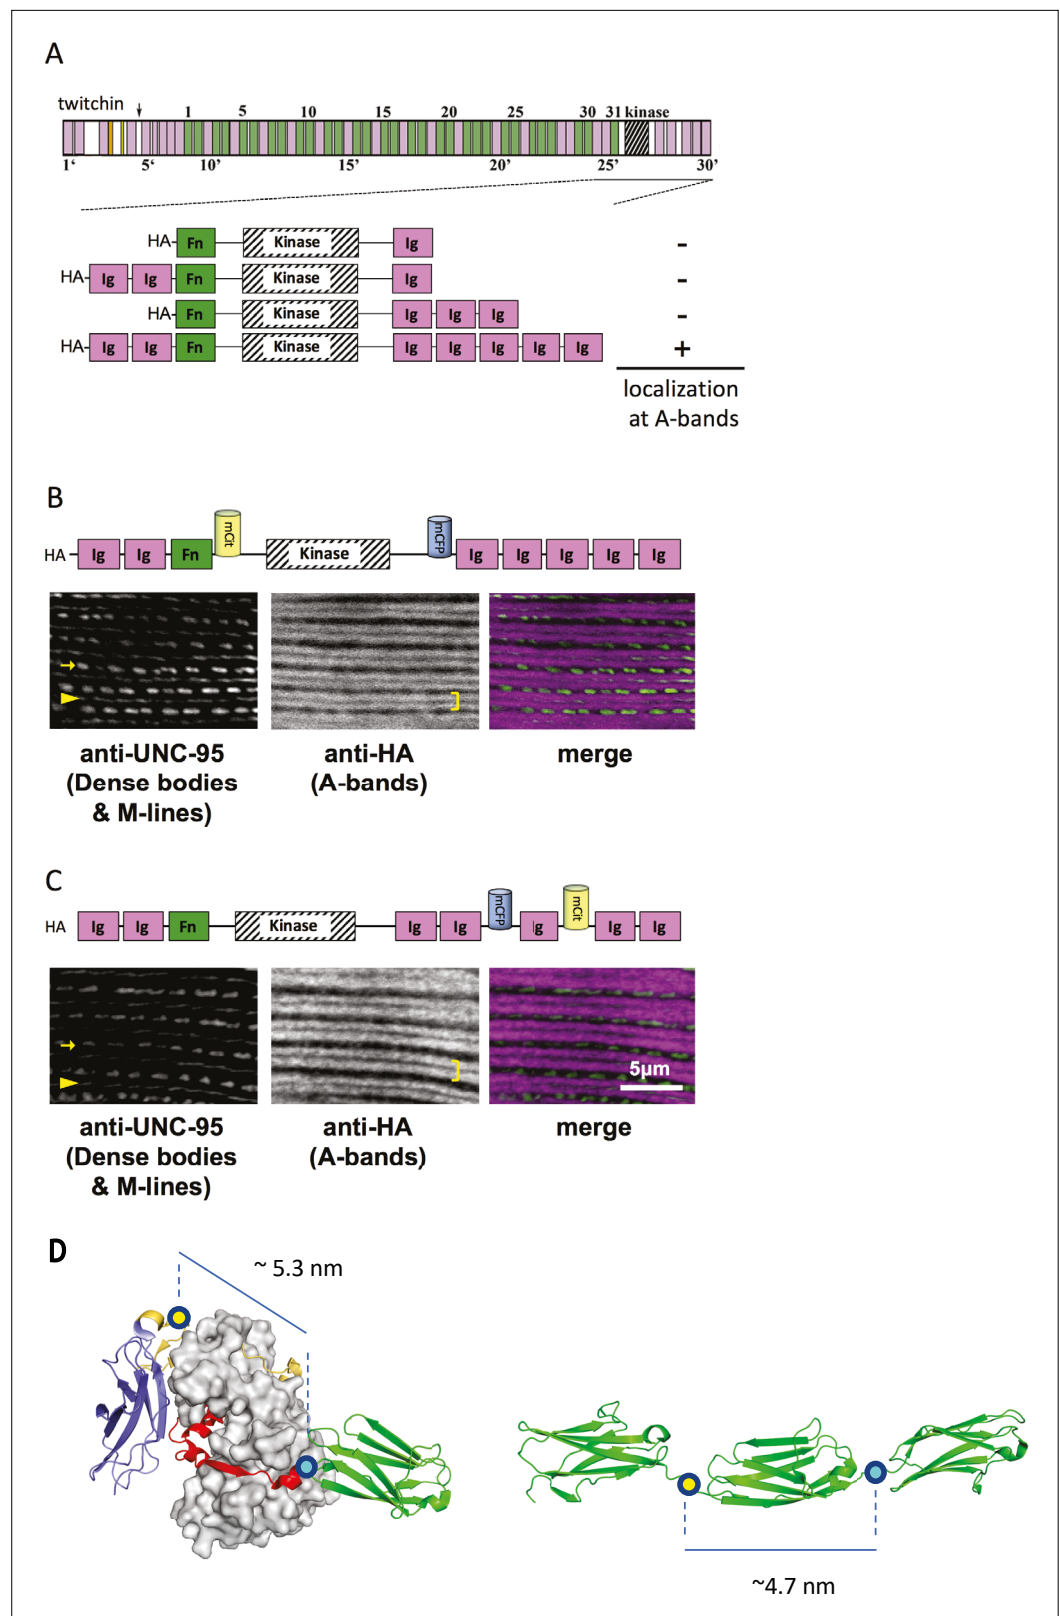 A
twitchin
1 5 10 15 20 25 30 31 kinase
1‘ 5‘ 10’ 15’ 20’ 25’ 30’
HA- Fn Kinase Ig -
HA- Ig Ig Fn Kinase Ig -
HA- Fn Kinase Ig Ig Ig -
HA- Ig Ig Fn Kinase Ig Ig Ig Ig Ig +
localization
at A-bands
B
mCit mCFP
HA Ig Ig Fn Kinase Ig Ig Ig Ig Ig
anti-UNC-95 anti-HA merge
(Dense bodies (A-bands)
& M-lines)
C
mCFP mCit
HA Ig Ig Fn Kinase Ig Ig Ig Ig Ig
5µm
anti-UNC-95 anti-HA merge
(Dense bodies (A-bands)
& M-lines)
D
~ 5.3 nm
~4.7 nm